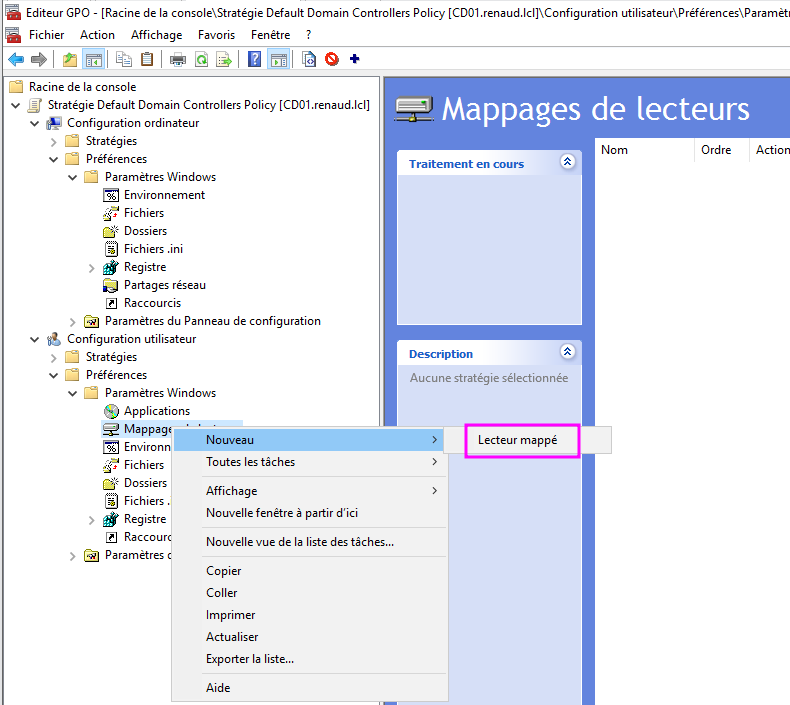 Editeur GPO - [Racine de la console\Stratégie Default Domain Controllers Policy [CD01.renaud.lcl]\Configuration utilisateur\Préférences\Paramètr
Fichier Action Affichage Favoris Fenêtre ?
Racine de la console
Stratégie Default Domain Controllers Policy [CD01.renaud.lcl]
Configuration ordinateur
Stratégies
Préférences
Paramètres Windows
Environnement
Fichiers
Dossiers
Fichiers .ini
Registre
Partages réseau
Raccourcis
Paramètres du Panneau de configuration
Configuration utilisateur
Stratégies
Préférences
Paramètres Windows
Applications
Mappage
Environn
Fichiers
Dossiers
Fichiers .
Registre
Raccourc
Paramètres d
Nouveau
Toutes les tâches
Affichage
Nouvelle fenêtre à partir d'ici
Nouvelle vue de la liste des tâches...
Copier
Coller
Imprimer
Actualiser
Exporter la liste...
Aide
Lecteur mappé
Mappages de lecteurs
Traitement en cours
Description
Aucune stratégie sélectionnée
Nom Ordre Action